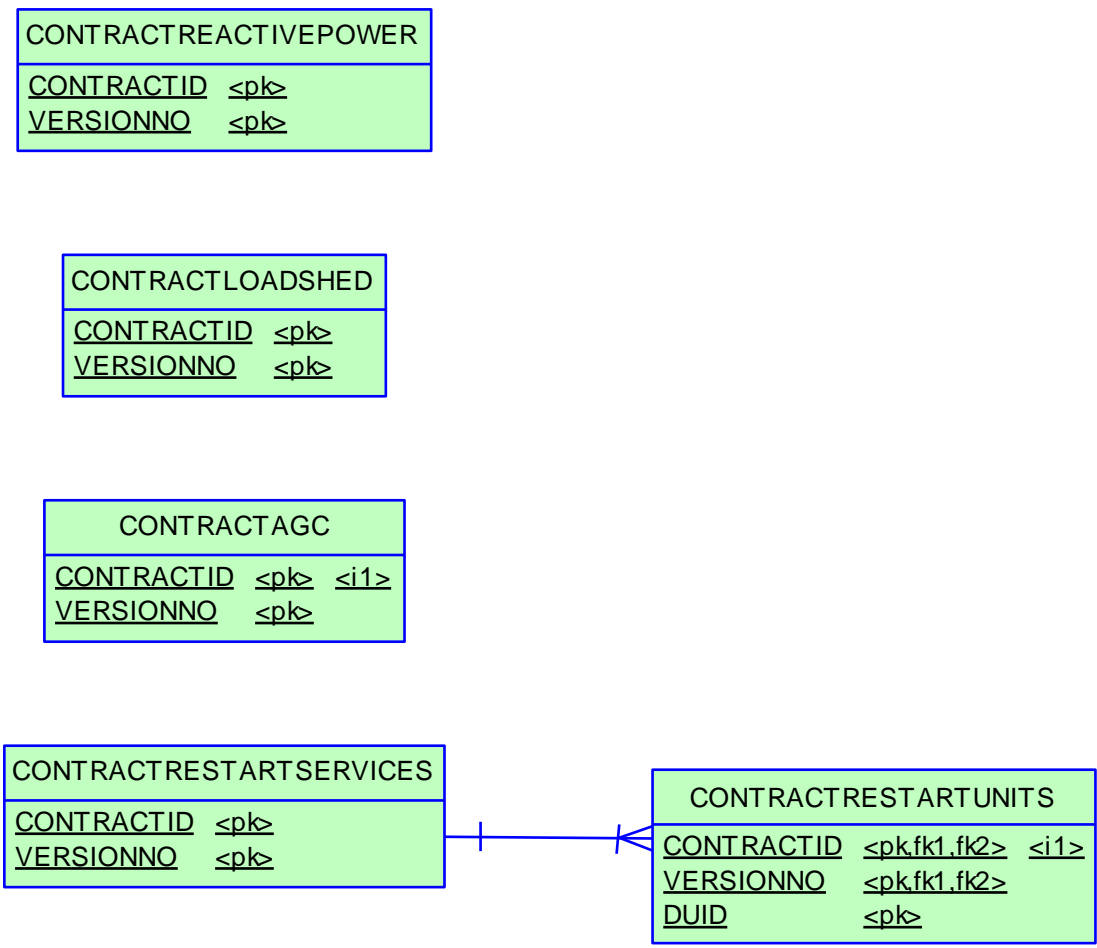 CONTRACTREACTIVEPOWER
CONTRACTID <pk>
VERSIONNO <pk>
CONTRACTLOADSHED
CONTRACTID <pk>
VERSIONNO <pk>
CONTRACTAGC
CONTRACTID <pk> <i1>
VERSIONNO <pk>
CONTRACTRESTARTSERVICES
CONTRACTID <pk>
VERSIONNO <pk>
CONTRACTRESTARTUNITS
CONTRACTID <pk,fk1,fk2> <i1>
VERSIONNO <pk,fk1,fk2>
DUID <pk>